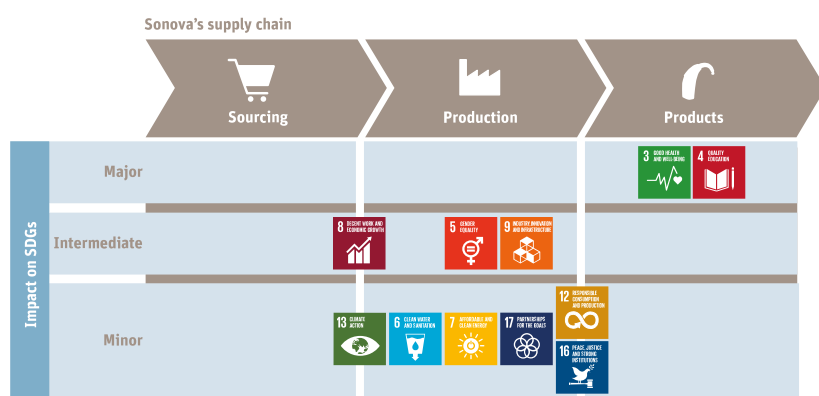 Sonova's supply chain
Sourcing
Production
Products
Impact on SDGs
Major
3 GOOD HEALTH
AND WELL-BEING
4 QUALITY
EDUCATION
Intermediate
8 DECENT WORK AND
ECONOMIC GROWTH
5 GENDER
EQUALITY
9 INDUSTRY, INNOVATION
AND INFRASTRUCTURE
Minor
13 CLIMATE
ACTION
6 CLEAN WATER
AND SANITATION
7 AFFORDABLE AND
CLEAN ENERGY
17 PARTNERSHIPS
FOR THE GOALS
12 RESPONSIBLE
CONSUMPTION
AND PRODUCTION
16 PEACE, JUSTICE
AND STRONG
INSTITUTIONS